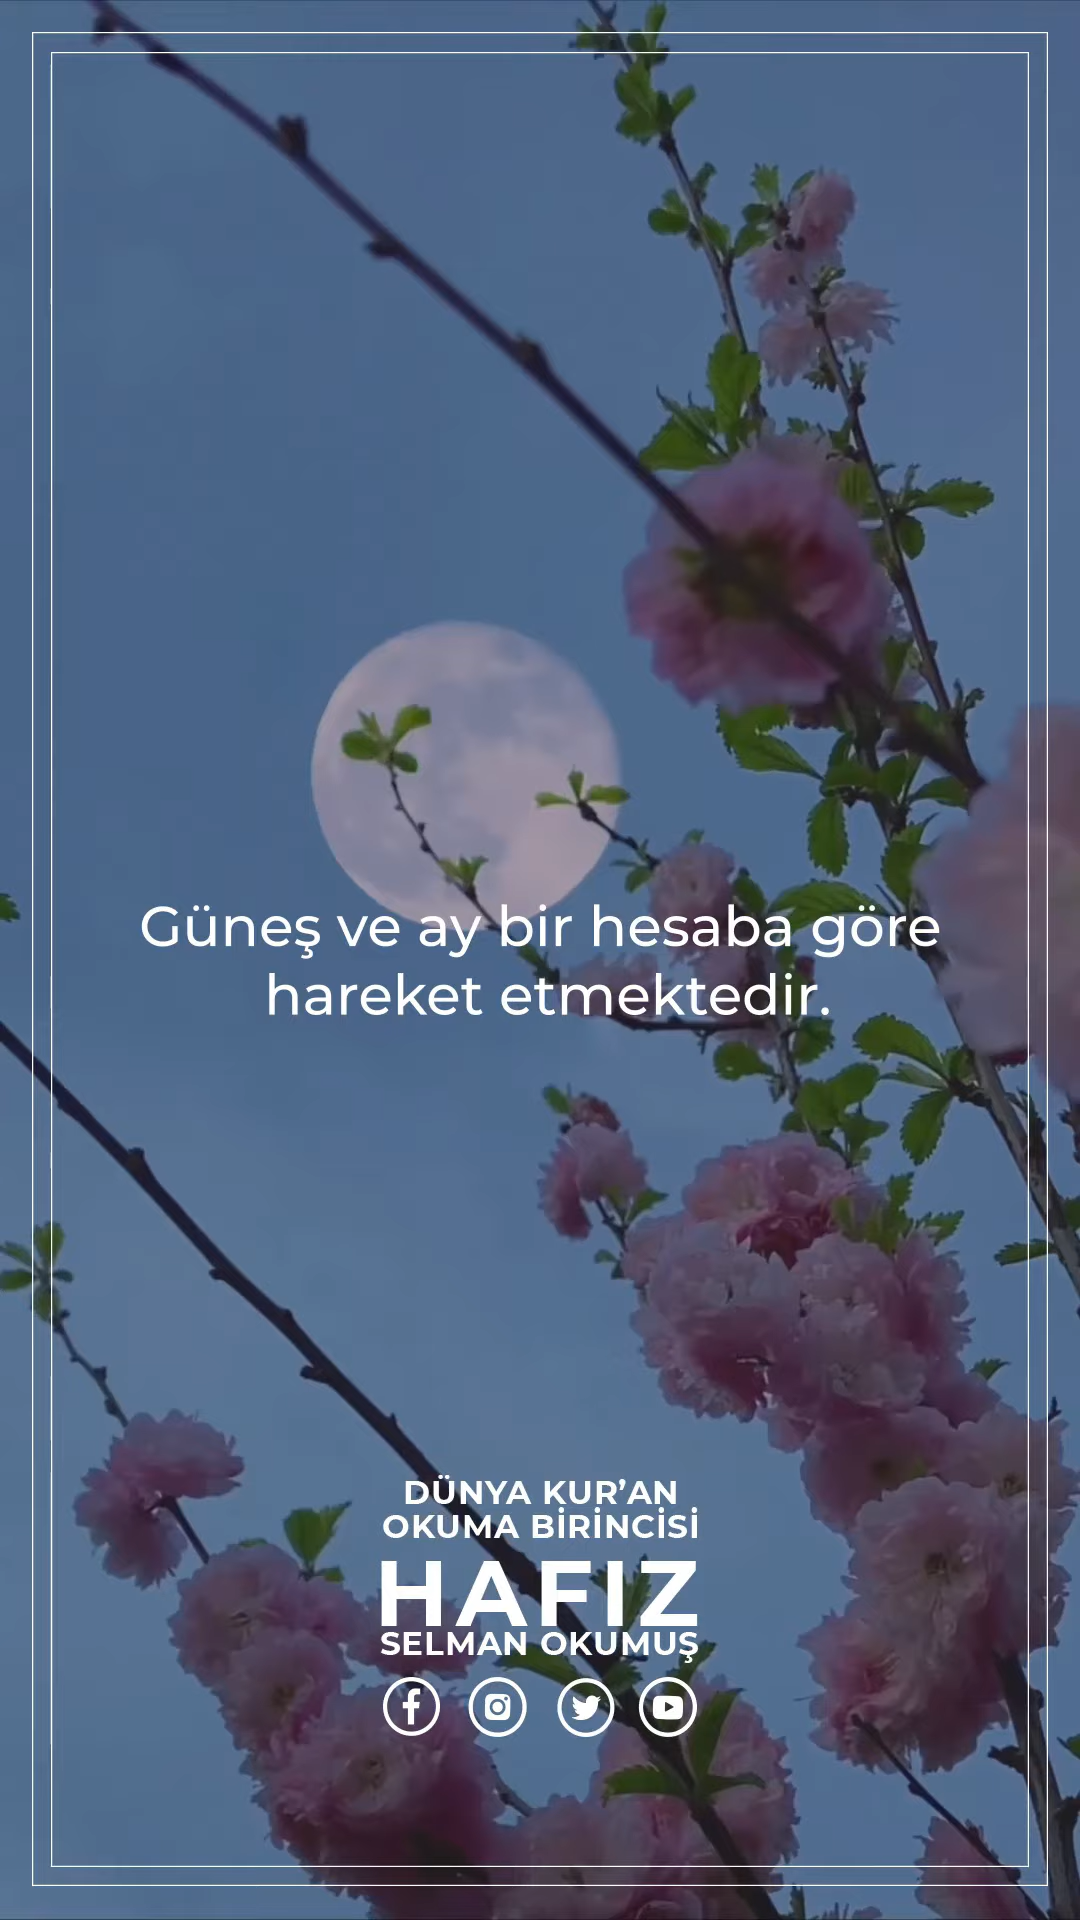 Güneş ve ay bir hesaba göre
hareket etmektedir.
DÜNYA KUR’AN
OKUMA BİRİNCİSİ
HAFIZ
SELMAN OKUMUŞ